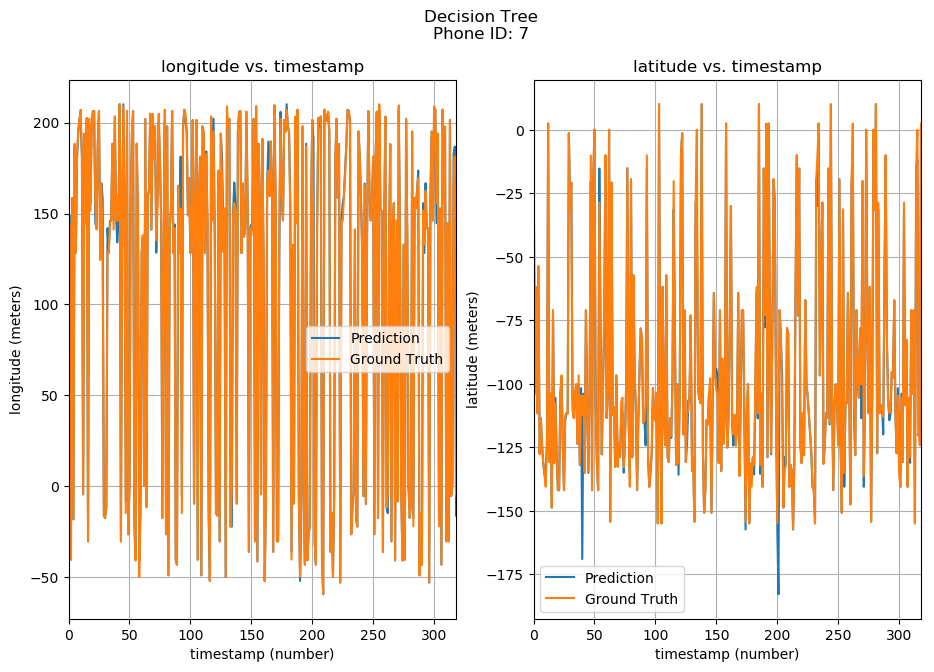 Decision Tree
Phone ID: 7
longitude vs. timestamp
longitude (meters)
200
150
100
50
0
−50
0
50
100
150
200
250
300
timestamp (number)
Prediction
Ground Truth
latitude vs. timestamp
latitude (meters)
0
−25
−50
−75
−100
−125
−150
−175
0
50
100
150
200
250
300
timestamp (number)
Prediction
Ground Truth